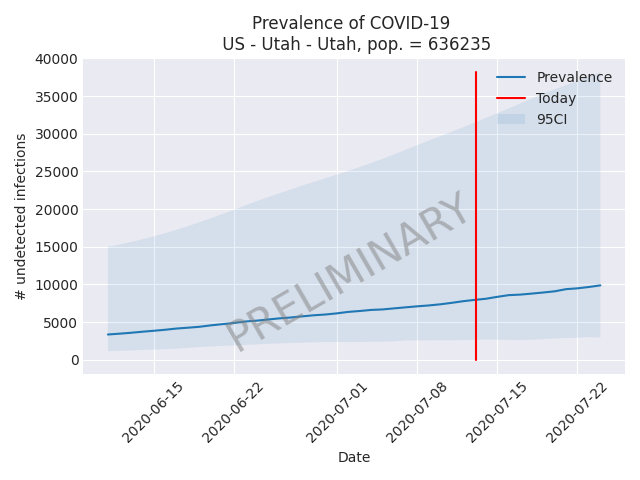 Prevalence of COVID-19
US - Utah - Utah, pop. = 636235
40000
35000
30000
25000
20000
15000
10000
5000
0
# undetected infections
Prevalence
Today
95CI
PRELIMINARY
2020-06-15
2020-06-22
2020-07-01
2020-07-08
2020-07-15
2020-07-22
Date